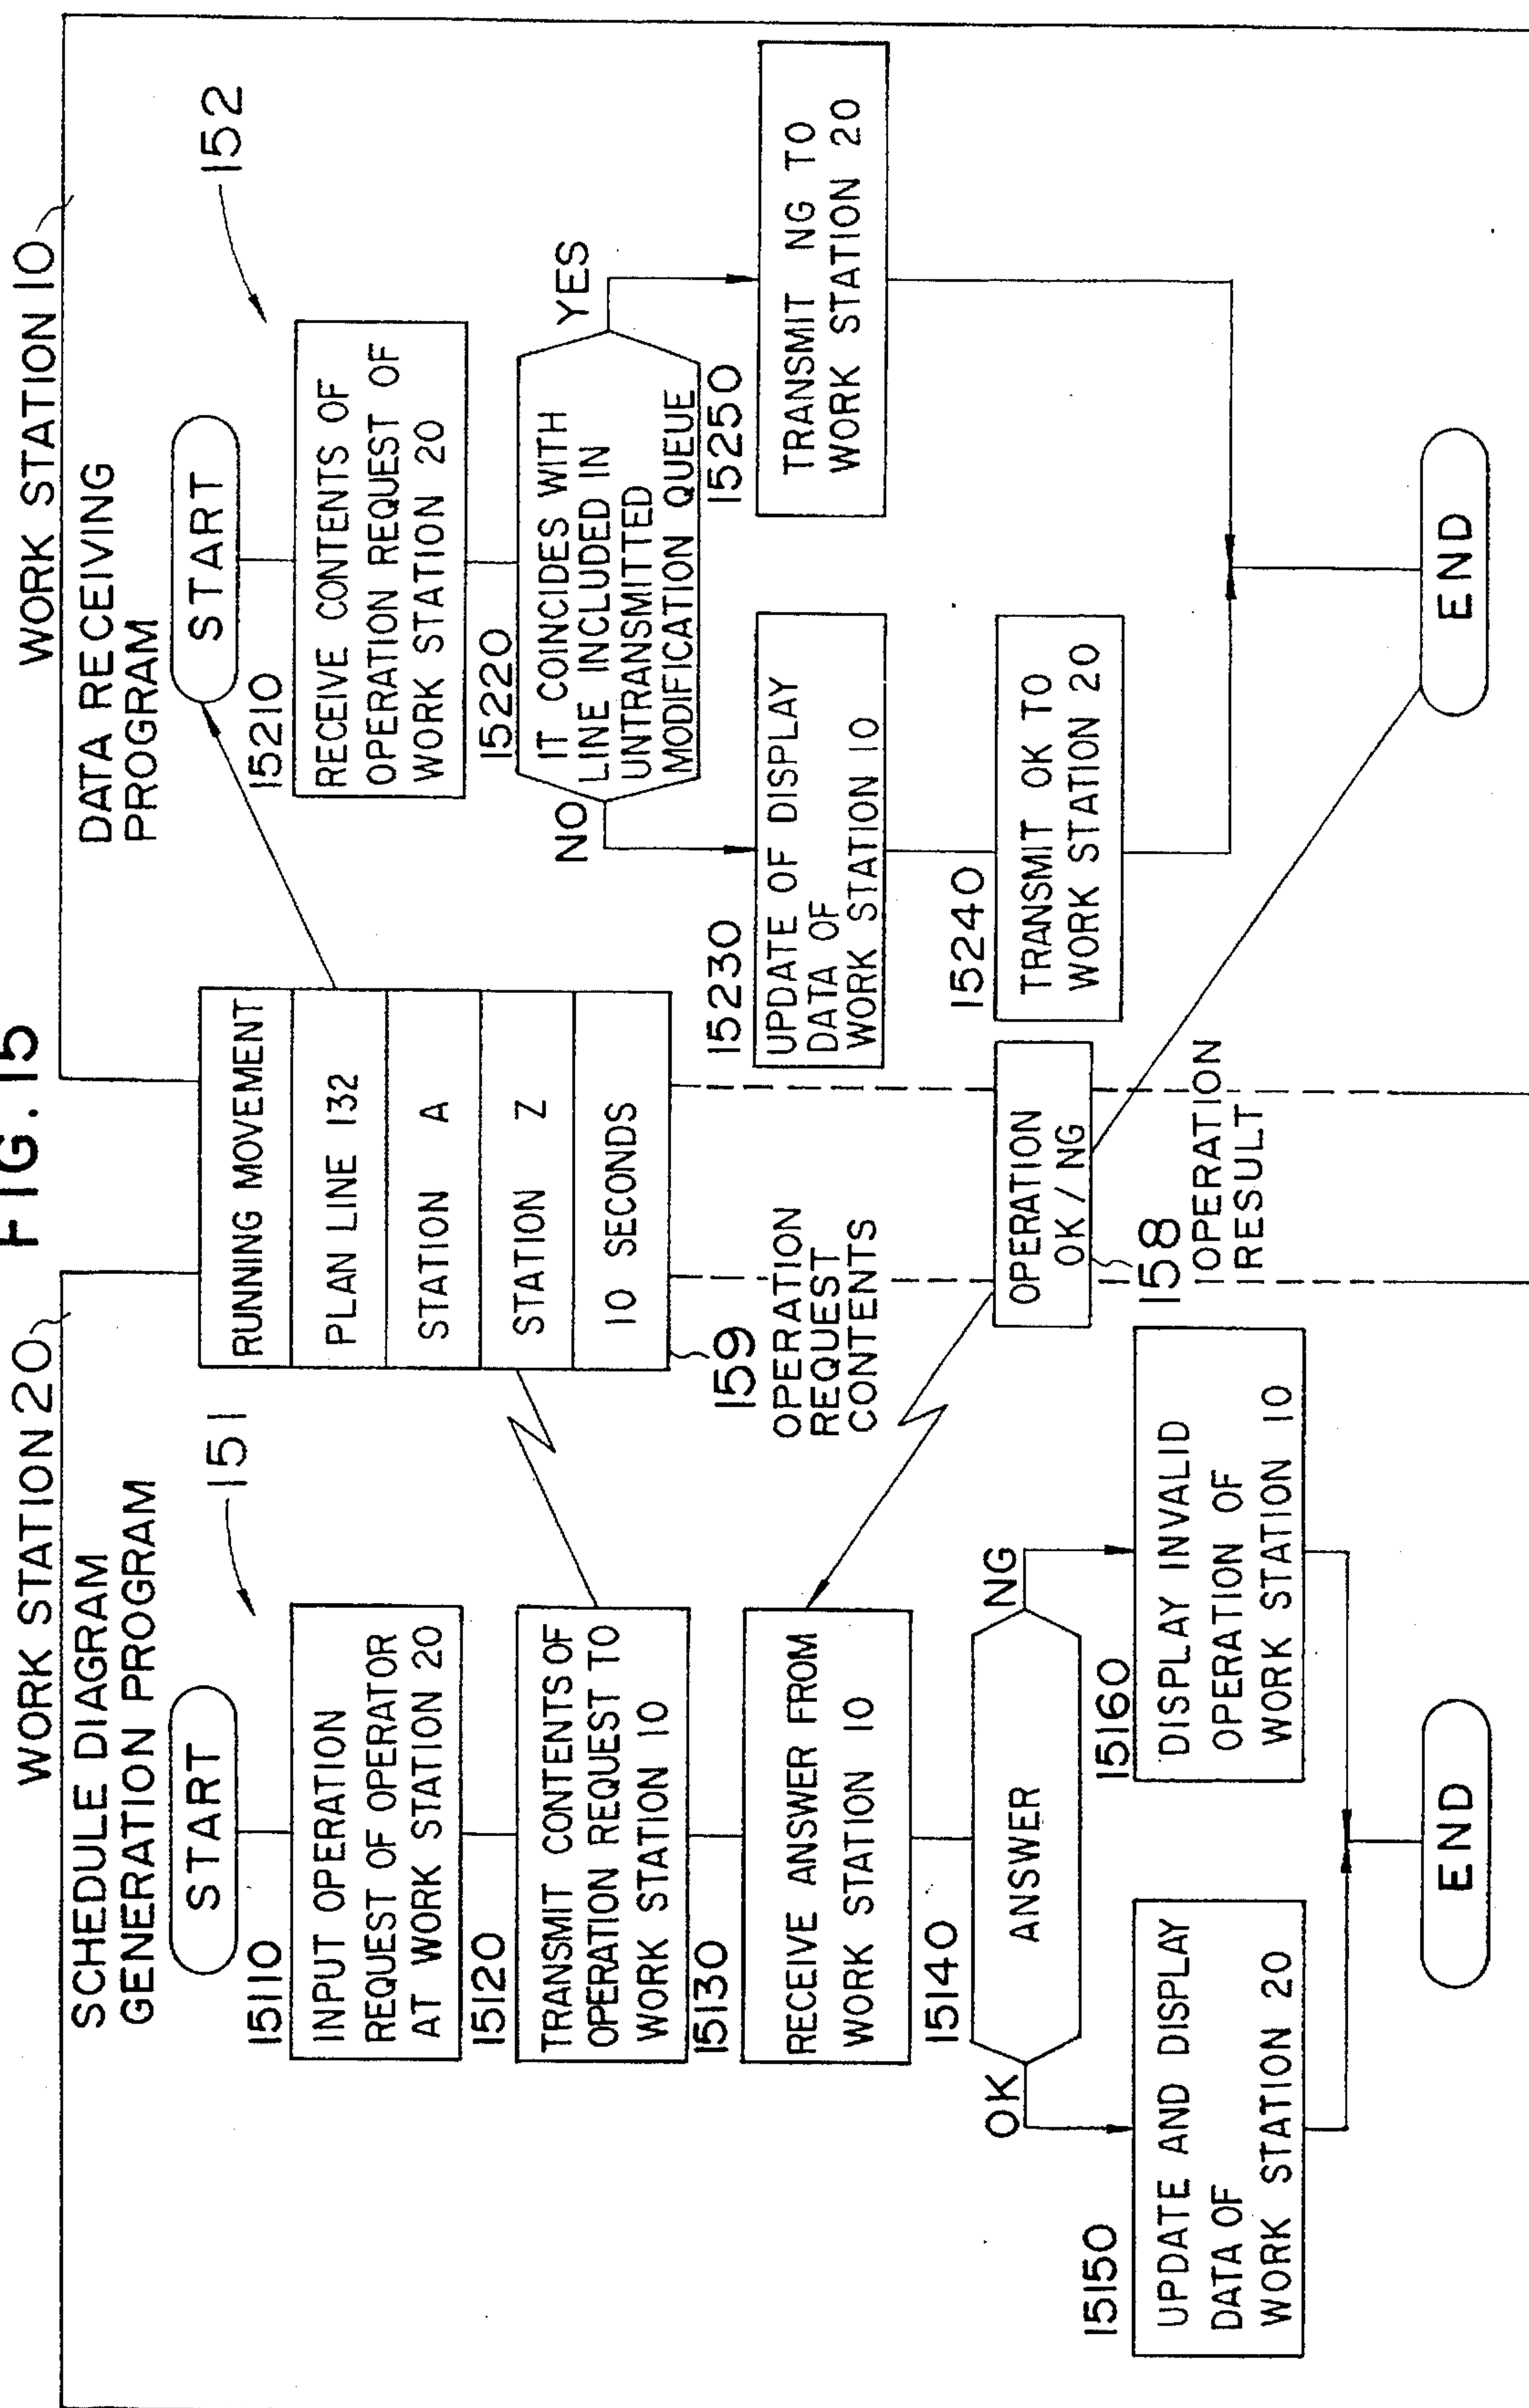 FIG. 15
WORK STATION 20
SCHEDULE DIAGRAM
GENERATION PROGRAM
151
START
15110
INPUT OPERATION
REQUEST OF OPERATOR
AT WORK STATION 20
15120
TRANSMIT CONTENTS OF
OPERATION REQUEST TO
WORK STATION 10
15130
RECEIVE ANSWER FROM
WORK STATION 10
15140
ANSWER
OK
NG
15150
UPDATE AND DISPLAY
DATA OF
WORK STATION 20
15160
DISPLAY INVALID
OPERATION OF
WORK STATION 10
END
RUNNING MOVEMENT
PLAN LINE 132
STATION A
STATION Z
10 SECONDS
159
OPERATION
REQUEST
CONTENTS
OPERATION
OK / NG
158
OPERATION
RESULT
WORK STATION 10
DATA RECEIVING
PROGRAM
152
START
15210
RECEIVE CONTENTS OF
OPERATION REQUEST OF
WORK STATION 20
15220
IT COINCIDES WITH
LINE INCLUDED IN
UNTRANSMITTED
MODIFICATION QUEUE
NO
YES
15230
UPDATE OF DISPLAY
DATA OF
WORK STATION 10
15240
TRANSMIT OK TO
WORK STATION 20
15250
TRANSMIT NG TO
WORK STATION 20
END